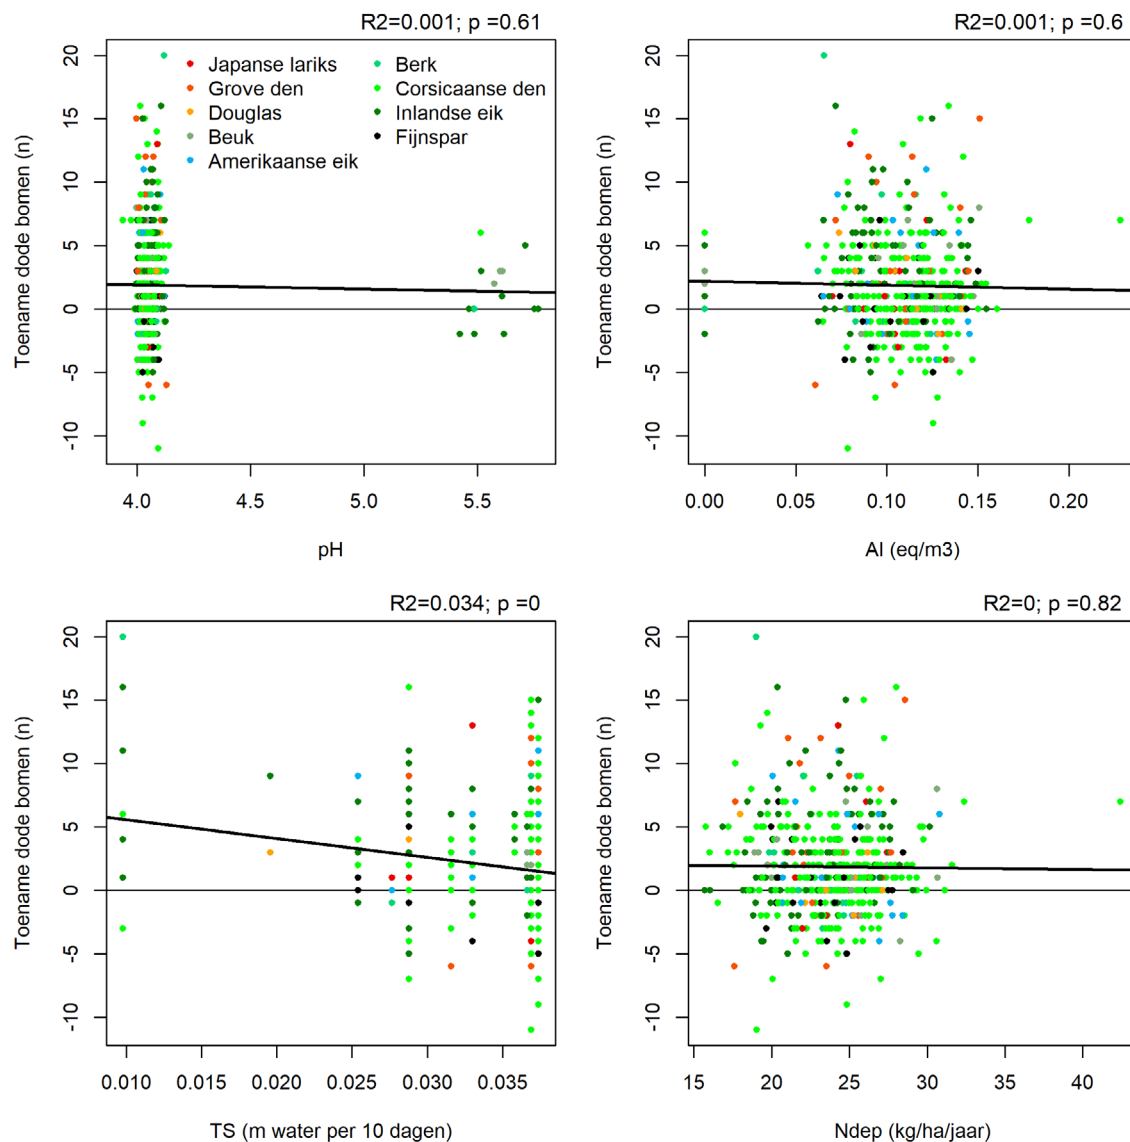 R2=0.001; p =0.61
Toename dode bomen (n)
20
15
10
5
0
-5
-10
Japanse lariks
Grove den
Douglas
Beuk
Amerikaanse eik
Berk
Corsicaanse den
Inlandse eik
Fijnspar
4.0 4.5 5.0 5.5
pH
R2=0.001; p =0.6
Toename dode bomen (n)
20
15
10
5
0
-5
-10
0.00 0.05 0.10 0.15 0.20
Al (eq/m3)
R2=0.034; p =0
Toename dode bomen (n)
20
15
10
5
0
-5
-10
0.010 0.015 0.020 0.025 0.030 0.035
TS (m water per 10 dagen)
R2=0; p =0.82
Toename dode bomen (n)
20
15
10
5
0
-5
-10
15 20 25 30 35 40
Ndep (kg/ha/jaar)